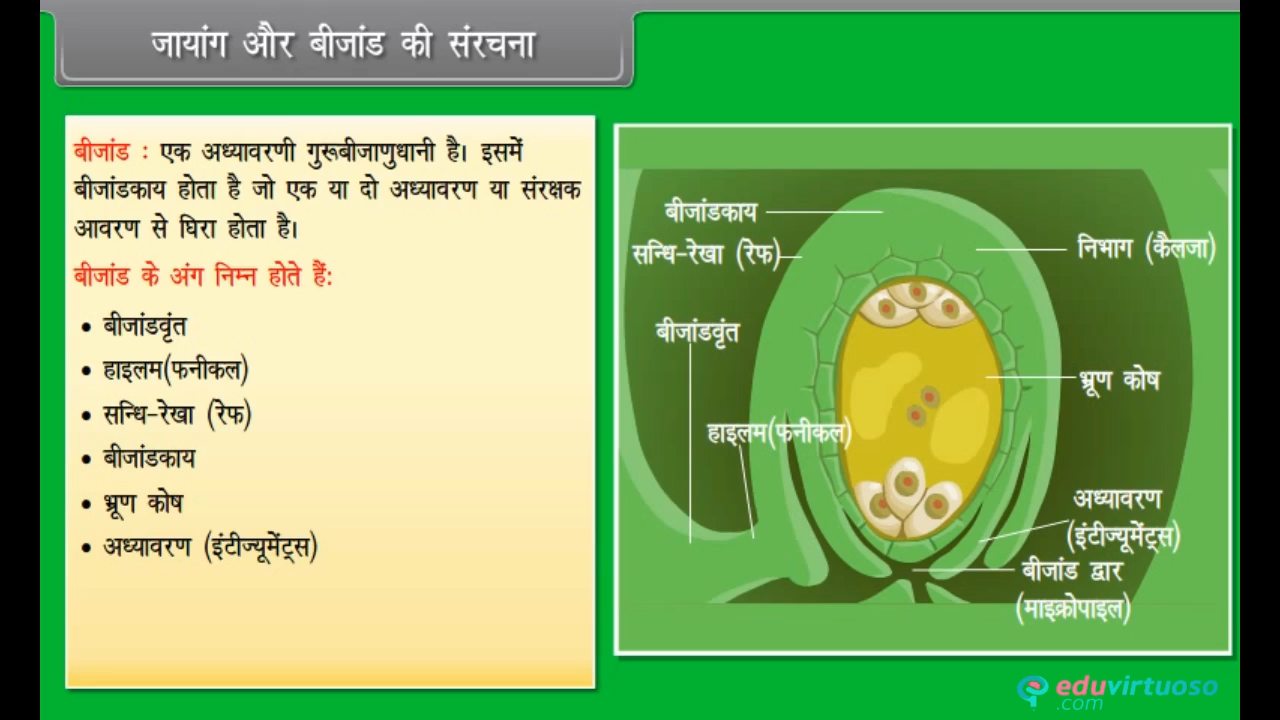 जायांग और बीजांड की संरचना
बीजांड : एक अध्यावरणी गुरूबीजाणुधानी है। इसमें
बीजांडकाय होता है जो एक या दो अध्यावरण या संरक्षक
आवरण से घिरा होता है।
बीजांड के अंग निम्न होते हैं:
• बीजांडवृंत
• हाइलम(फनीकल)
• सन्धि-रेखा (रेफ)
• बीजांडकाय
• भ्रूण कोष
• अध्यावरण (इंटीज्यूमेंट्स)
बीजांडकाय
सन्धि-रेखा (रेफ)
निभाग (कैलजा)
बीजांडवृंत
भ्रूण कोष
हाइलम(फनीकल)
अध्यावरण
(इंटीज्यूमेंट्स)
बीजांड द्वार
(माइक्रोपाइल)
eduvirtuoso
.com